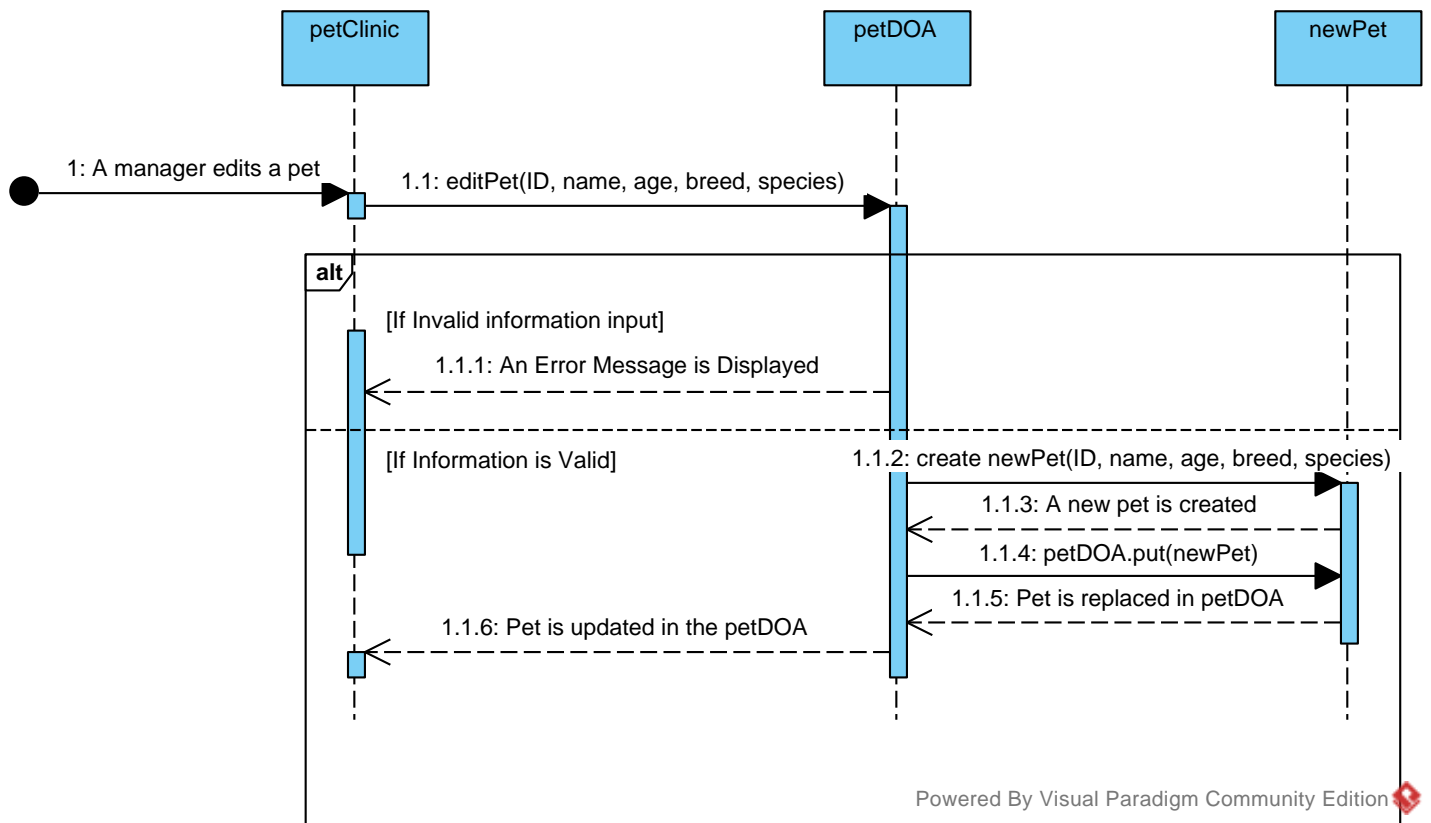 petClinic
petDOA
newPet
1: A manager edits a pet
1.1: editPet(ID, name, age, breed, species)
alt
[If Invalid information input]
1.1.1: An Error Message is Displayed
[If Information is Valid]
1.1.2: create newPet(ID, name, age, breed, species)
1.1.3: A new pet is created
1.1.4: petDOA.put(newPet)
1.1.5: Pet is replaced in petDOA
1.1.6: Pet is updated in the petDOA
Powered By Visual Paradigm Community Edition